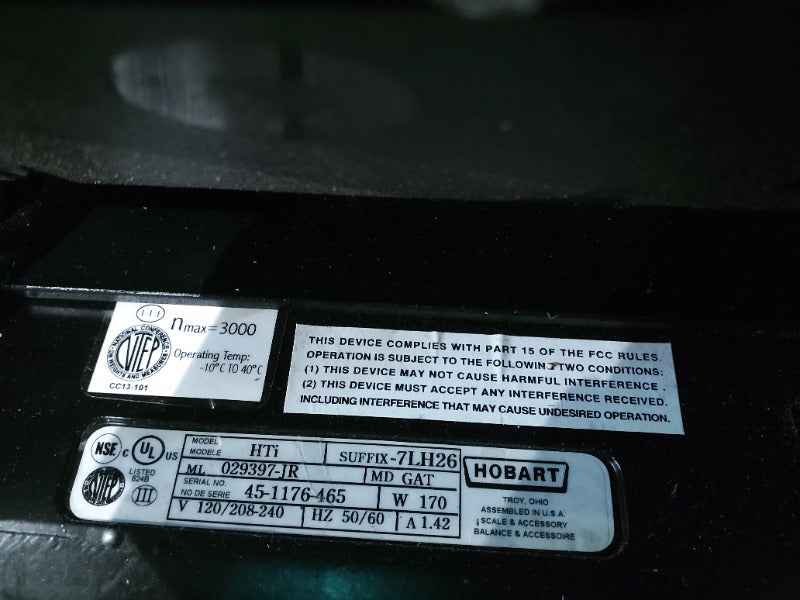 III
nmax=3000
NATIONAL CONFERENCE
NTEP
ON WEIGHTS AND MEASURES
Operating Temp:
-10°C TO 40°C
CC13-101
THIS DEVICE COMPLIES WITH PART 15 OF THE FCC RULES
OPERATION IS SUBJECT TO THE FOLLOWING TWO CONDITIONS:
(1) THIS DEVICE MAY NOT CAUSE HARMFUL INTERFERENCE .
(2) THIS DEVICE MUST ACCEPT ANY INTERFERENCE RECEIVED.
INCLUDING INTERFERENCE THAT MAY CAUSE UNDESIRED OPERATION.
NSF
C UL US
LISTED
824B
NTEP
III
MODEL
MODELE HTi SUFFIX-7LH26
ML 029397-JR MD GAT
SERIAL NO.
NO DE SERIE 45-1176-465 W 170
V 120/208-240 HZ 50/60 A 1.42
HOBART
TROY, OHIO
ASSEMBLED IN U.S.A
SCALE & ACCESSORY
BALANCE & ACCESSOIRE